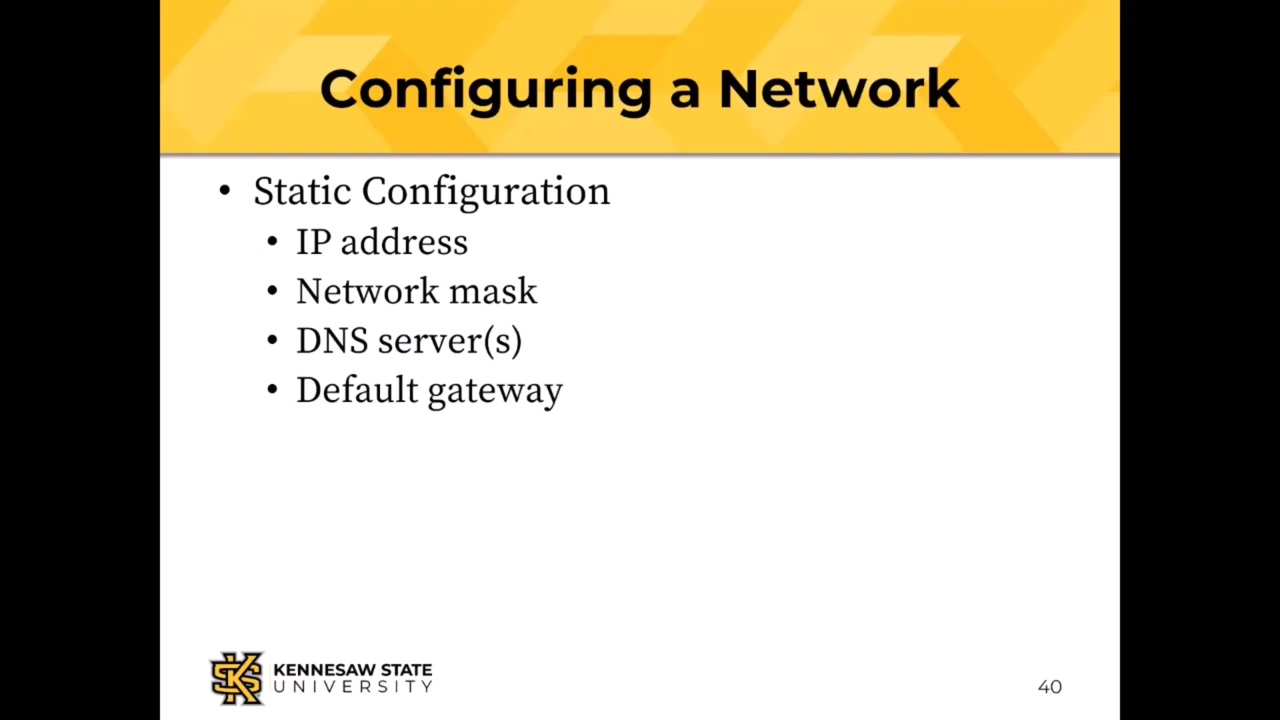 Configuring a Network
• Static Configuration
• IP address
• Network mask
• DNS server(s)
• Default gateway
KENNESAW STATE
UNIVERSITY
40